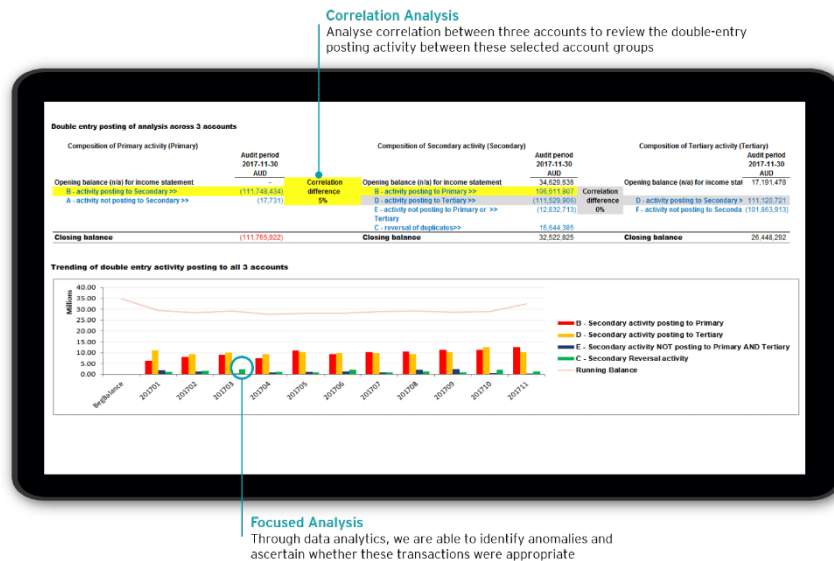 Correlation Analysis
Analyse correlation between three accounts to review the double-entry
posting activity between these selected account groups
Double entry posting of analysis across 3 accounts
Composition of Primary activity (Primary)
Composition of Secondary activity (Secondary)
Composition of Tertiary activity (Tertiary)
Audit period Audit period Audit period
2017-11-30 2017-11-30 2017-11-30
AUD AUD AUD
Opening balance (n/a) for income statement - Correlation Opening balance (n/a) for income statement 34,629,635 Opening balance (n/a) for income stat 17,191,478
B - activity posting to Secondary >> (111,748,434) difference B - activity posting to Primary >> 106,611,807 Correlation
A - activity not posting to Secondary >> (17,731) 5% D - activity posting to Tertiary >> (111,529,906) difference D - activity posting to Secondary > 111,120,721
E - activity not posting to Primary or >> (12,832,713) 0% F - activity not posting to Seconda (101,863,913)
Tertiary
C - reversal of duplicates>> 15,644,385
Closing balance (111,765,922) Closing balance 32,522,825 Closing balance 26,448,292
Trending of double entry activity posting to all 3 accounts
Millions
40.00
35.00
30.00
25.00
20.00
15.00
10.00
5.00
0.00
BegBalance 201701 201702 201703 201704 201705 201706 201707 201708 201709 201710 201711
B - Secondary activity posting to Primary
D - Secondary activity posting to Tertiary
E - Secondary activity NOT posting to Primary AND Tertiary
C - Secondary Reversal activity
Running Balance
Focused Analysis
Through data analytics, we are able to identify anomalies and
ascertain whether these transactions were appropriate